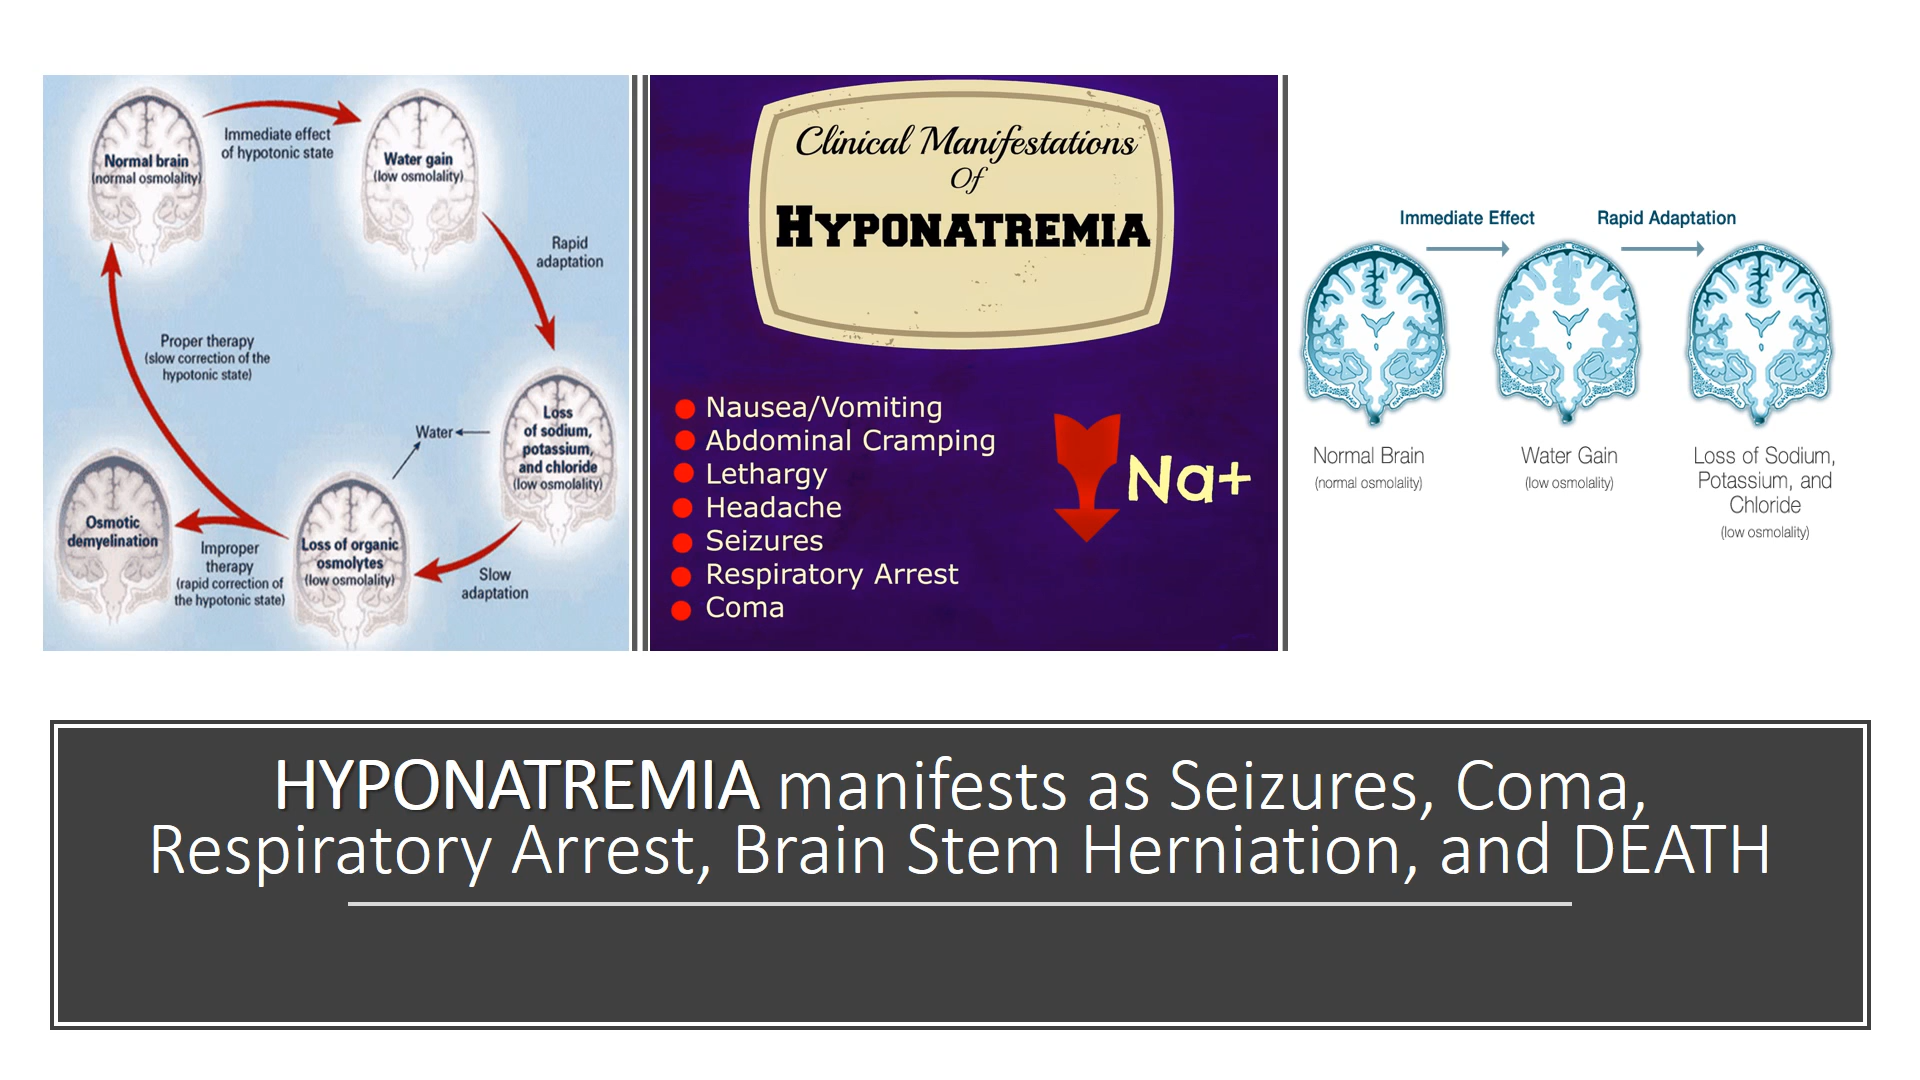 Normal brain
(normal osmolality)
Immediate effect
of hypotonic state
Water gain
(low osmolality)
Rapid
adaptation
Loss
of sodium,
potassium,
and chloride
(low osmolality)
Water
Slow
adaptation
Loss of organic
osmolytes
(low osmolality)
Proper therapy
(slow correction of the
hypotonic state)
Improper
therapy
(rapid correction of
the hypotonic state)
Osmotic
demyelination
Clinical Manifestations
Of
HYPONATREMIA
Nausea/Vomiting
Abdominal Cramping
Lethargy
Headache
Seizures
Respiratory Arrest
Coma
Na+
Immediate Effect
Rapid Adaptation
Normal Brain
(normal osmolality)
Water Gain
(low osmolality)
Loss of Sodium,
Potassium, and
Chloride
(low osmolality)
HYPONATREMIA manifests as Seizures, Coma,
Respiratory Arrest, Brain Stem Herniation, and DEATH